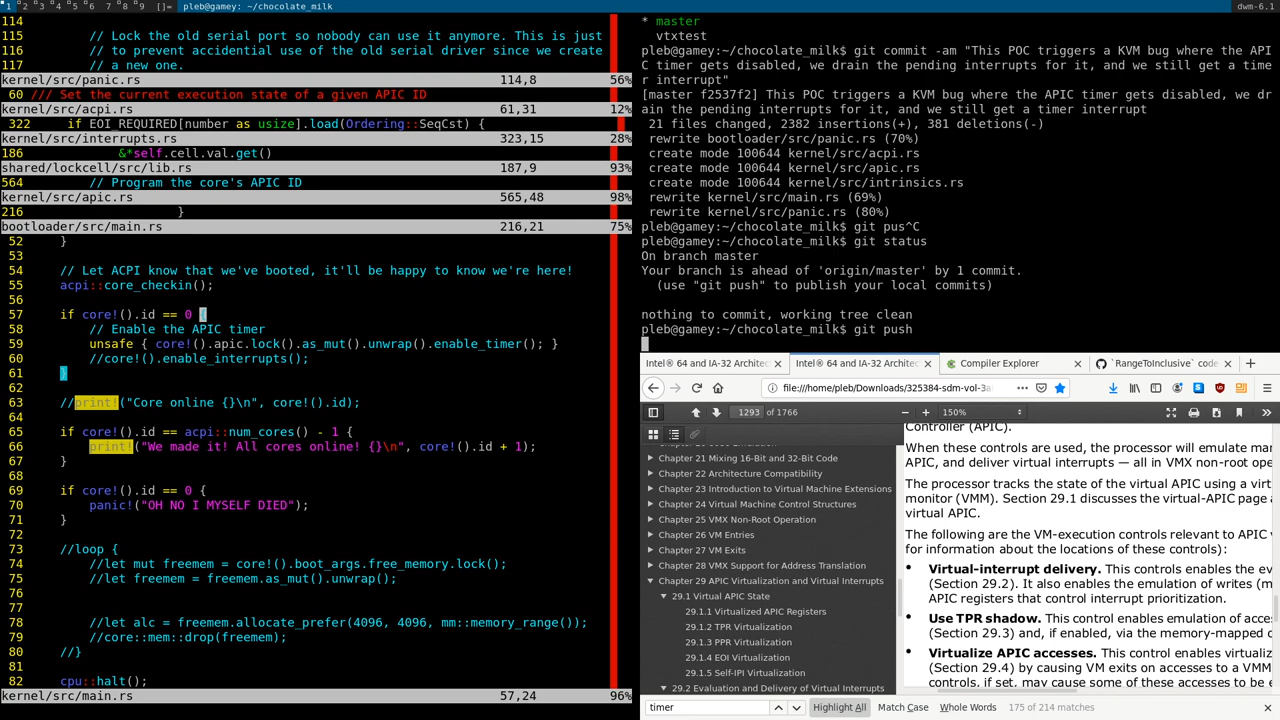 1 2 3 4 5 6 7 8 9 []= pleb@gamey: ~/chocolate_milk dwm-6.1
114
115 // Lock the old serial port so nobody can use it anymore. This is just
116 // to prevent accidential use of the old serial driver since we create
117 // a new one.
kernel/src/panic.rs 114,8 56%
60 /// Set the current execution state of a given APIC ID
kernel/src/acpi.rs 61,31 12%
322 if EOI_REQUIRED[number as usize].load(Ordering::SeqCst) {
kernel/src/interrupts.rs 323,15 28%
186 &*self.cell.val.get()
shared/lockcell/src/lib.rs 187,9 93%
564 // Program the core's APIC ID
kernel/src/apic.rs 565,48 98%
216 }
bootloader/src/main.rs 216,21 75%
52 }
53
54 // Let ACPI know that we've booted, it'll be happy to know we're here!
55 acpi::core_checkin();
56
57 if core!().id == 0 {
58 // Enable the APIC timer
59 unsafe { core!().apic.lock().as_mut().unwrap().enable_timer(); }
60 //core!().enable_interrupts();
61 }
62
63 //print!("Core online {}\n", core!().id);
64
65 if core!().id == acpi::num_cores() - 1 {
66 print!("We made it! All cores online! {}\n", core!().id + 1);
67 }
68
69 if core!().id == 0 {
70 panic!("OH NO I MYSELF DIED");
71 }
72
73 //loop {
74 //let mut freemem = core!().boot_args.free_memory.lock();
75 //let freemem = freemem.as_mut().unwrap();
76
77
78 //let alc = freemem.allocate_prefer(4096, 4096, mm::memory_range());
79 //core::mem::drop(freemem);
80 //}
81
82 cpu::halt();
kernel/src/main.rs 57,24 96%
* master
vtxtest
pleb@gamey:~/chocolate_milk$ git commit -am "This POC triggers a KVM bug where the API
C timer gets disabled, we drain the pending interrupts for it, and we still get a time
r interrupt"
[master f2537f2] This POC triggers a KVM bug where the APIC timer gets disabled, we dr
ain the pending interrupts for it, and we still get a timer interrupt
21 files changed, 2382 insertions(+), 381 deletions(-)
rewrite bootloader/src/panic.rs (70%)
create mode 100644 kernel/src/acpi.rs
create mode 100644 kernel/src/apic.rs
create mode 100644 kernel/src/intrinsics.rs
rewrite kernel/src/main.rs (69%)
rewrite kernel/src/panic.rs (80%)
pleb@gamey:~/chocolate_milk$ git pus^C
pleb@gamey:~/chocolate_milk$ git status
On branch master
Your branch is ahead of 'origin/master' by 1 commit.
(use "git push" to publish your local commits)
nothing to commit, working tree clean
pleb@gamey:~/chocolate_milk$ git push
Intel® 64 and IA-32 Architec Intel® 64 and IA-32 Architec Compiler Explorer `RangeToInclusive` code
file:///home/pleb/Downloads/325384-sdm-vol-3a
1293 of 1766 150%
Chapter 21 Mixing 16-Bit and 32-Bit Code
Chapter 22 Architecture Compatibility
Chapter 23 Introduction to Virtual Machine Extensions
Chapter 24 Virtual Machine Control Structures
Chapter 25 VMX Non-Root Operation
Chapter 26 VM Entries
Chapter 27 VM Exits
Chapter 28 VMX Support for Address Translation
Chapter 29 APIC Virtualization and Virtual Interrupts
29.1 Virtual APIC State
29.1.1 Virtualized APIC Registers
29.1.2 TPR Virtualization
29.1.3 PPR Virtualization
29.1.4 EOI Virtualization
29.1.5 Self-IPI Virtualization
29.2 Evaluation and Delivery of Virtual Interrupts
Controller (APIC).
When these controls are used, the processor will emulate mar
APIC, and deliver virtual interrupts — all in VMX non-root ope
The processor tracks the state of the virtual APIC using a virt
monitor (VMM). Section 29.1 discusses the virtual-APIC page a
virtual APIC.
The following are the VM-execution controls relevant to APIC v
for information about the locations of these controls):
• Virtual-interrupt delivery. This controls enables the ev
(Section 29.2). It also enables the emulation of writes (m
APIC registers that control interrupt prioritization.
• Use TPR shadow. This control enables emulation of acces
(Section 29.3) and, if enabled, via the memory-mapped o
• Virtualize APIC accesses. This control enables virtualiz
(Section 29.4) by causing VM exits on accesses to a VMM
controls, if set, may cause some of these accesses to be e
timer Highlight All Match Case Whole Words 175 of 214 matches